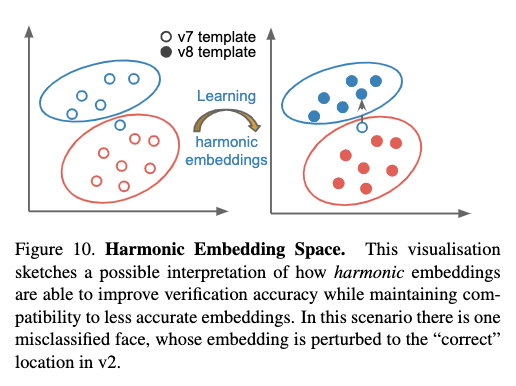 v7 template
v8 template
Learning
harmonic
embeddings
Figure 10. Harmonic Embedding Space. This visualisation
sketches a possible interpretation of how harmonic embeddings
are able to improve verification accuracy while maintaining com-
patibility to less accurate embeddings. In this scenario there is one
misclassified face, whose embedding is perturbed to the “correct”
location in v2.